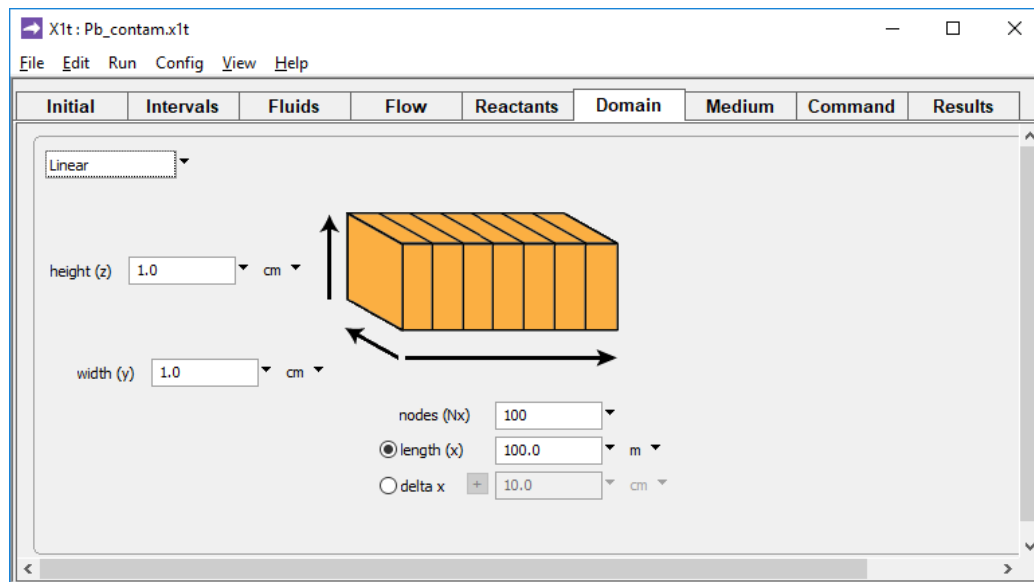 X1t : Pb_contam.x1t
File Edit Run Config View Help
Initial Intervals Fluids Flow Reactants Domain Medium Command Results
Linear
height (z) 1.0 cm
width (y) 1.0 cm
nodes (Nx) 100
length (x) 100.0 m
delta x + 10.0 cm